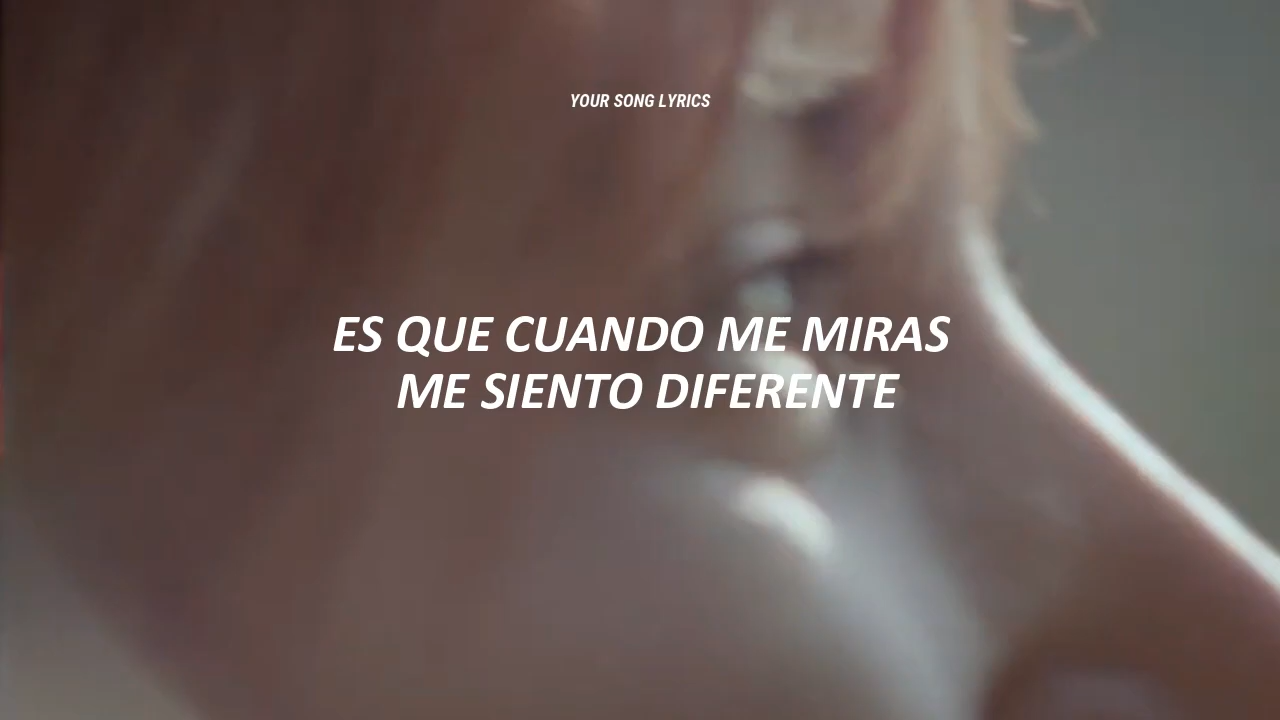 YOUR SONG LYRICS
ES QUE CUANDO ME MIRAS
ME SIENTO DIFERENTE